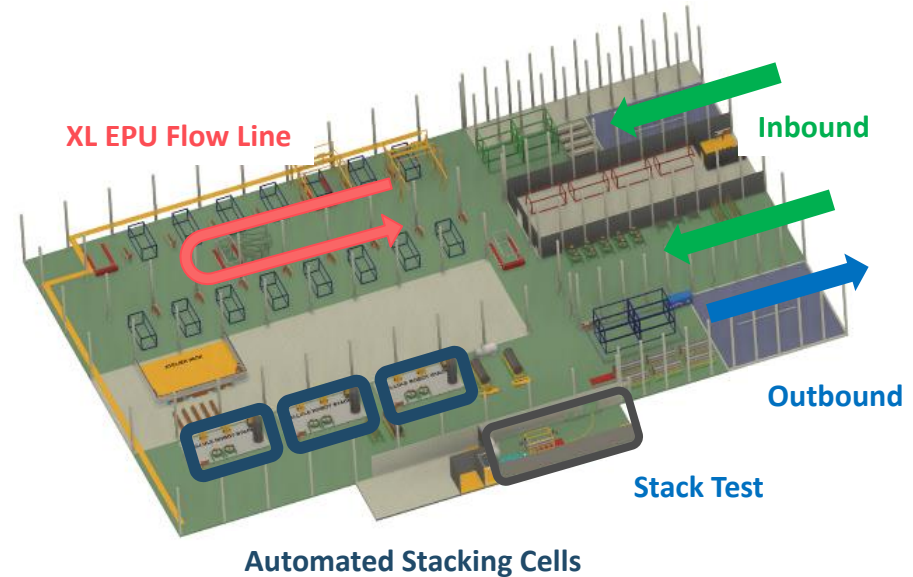 XL EPU Flow Line
Inbound
Outbound
Stack Test
Automated Stacking Cells